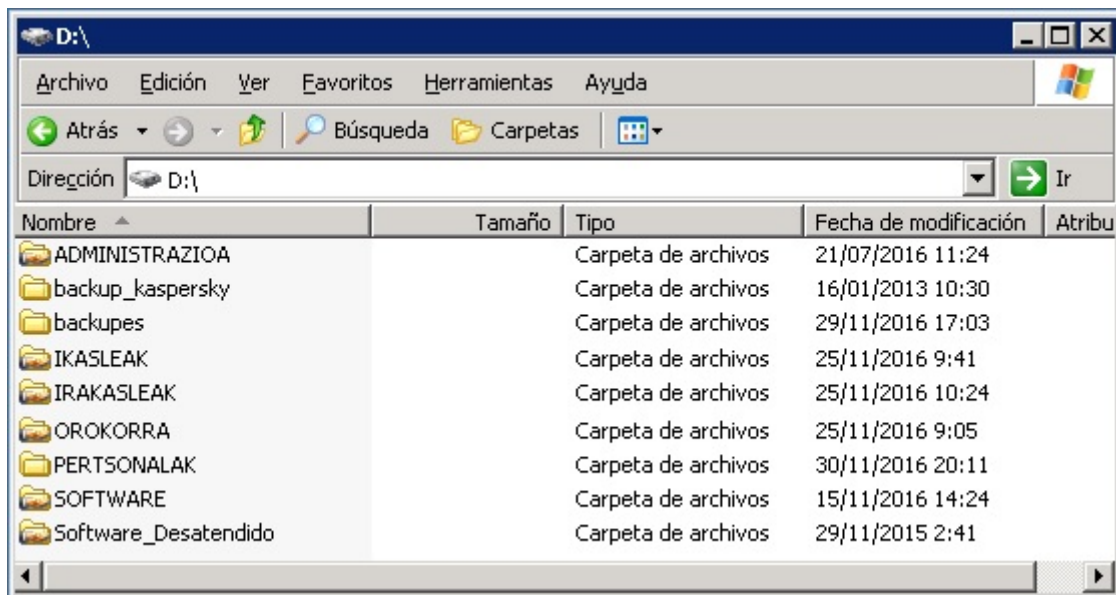 D:\
Archivo Edición Ver Favoritos Herramientas Ayuda
Atrás Búsqueda Carpetas
Dirección D:\ Ir
Nombre Tamaño Tipo Fecha de modificación Atribu
ADMINISTRAZIOA Carpeta de archivos 21/07/2016 11:24
backup_kaspersky Carpeta de archivos 16/01/2013 10:30
backupes Carpeta de archivos 29/11/2016 17:03
IKASLEAK Carpeta de archivos 25/11/2016 9:41
IRAKASLEAK Carpeta de archivos 25/11/2016 10:24
OROKORRA Carpeta de archivos 25/11/2016 9:05
PERTSONALAK Carpeta de archivos 30/11/2016 20:11
SOFTWARE Carpeta de archivos 15/11/2016 14:24
Software_Desatendido Carpeta de archivos 29/11/2015 2:41